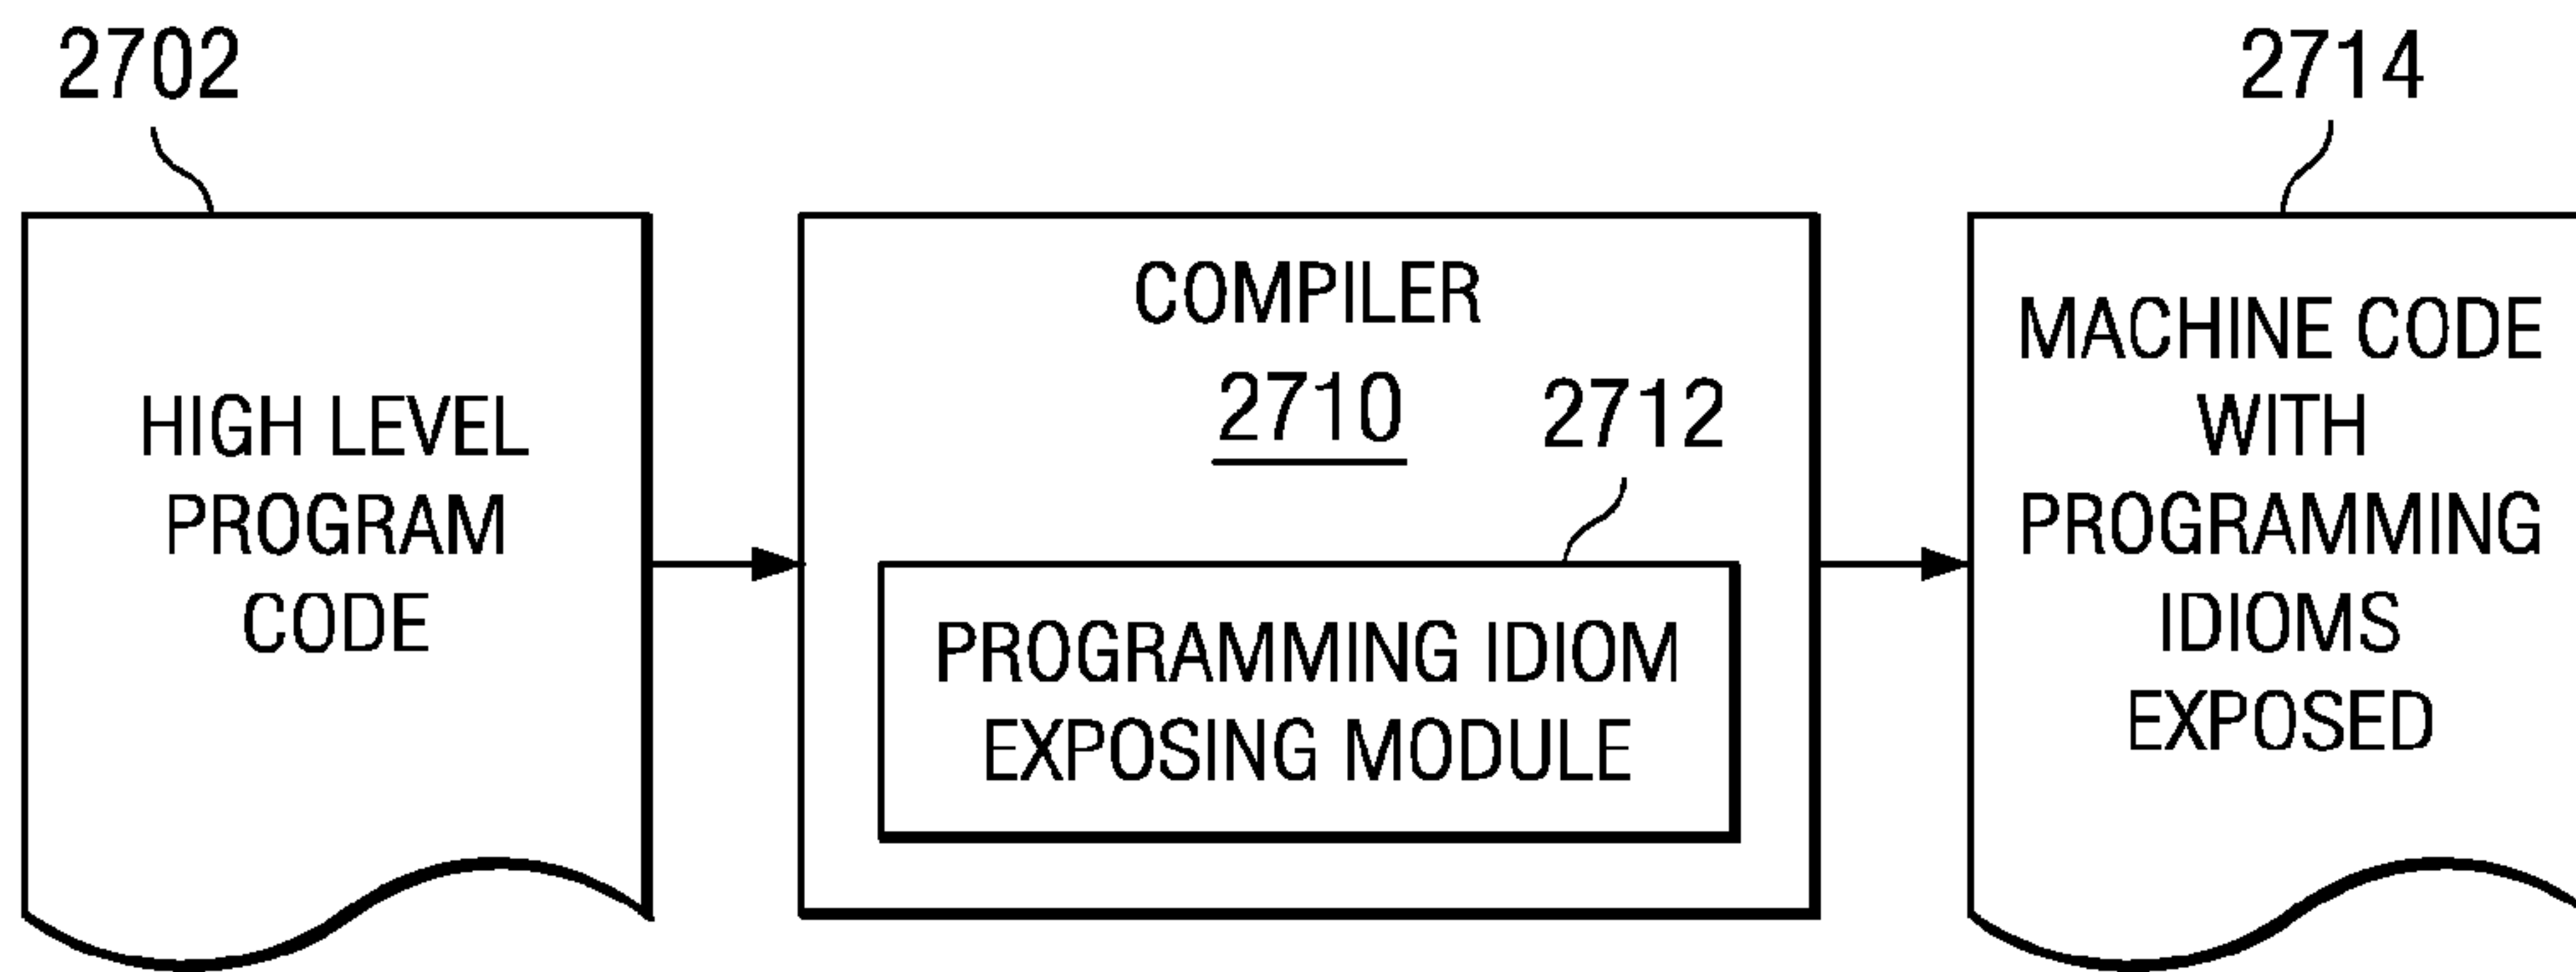 2702
HIGH LEVEL
PROGRAM
CODE
COMPILER
2710
2712
PROGRAMMING IDIOM
EXPOSING MODULE
2714
MACHINE CODE
WITH
PROGRAMMING
IDIOMS
EXPOSED